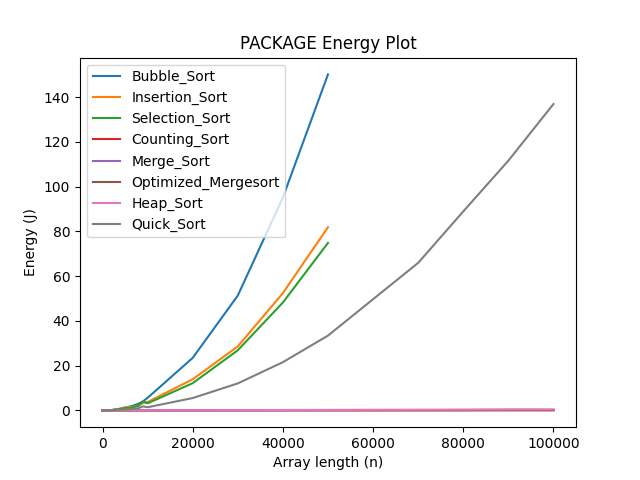 PACKAGE Energy Plot
Bubble_Sort
Insertion_Sort
Selection_Sort
Counting_Sort
Merge_Sort
Optimized_Mergesort
Heap_Sort
Quick_Sort
Energy (J)
140
120
100
80
60
40
20
0
0 20000 40000 60000 80000 100000
Array length (n)